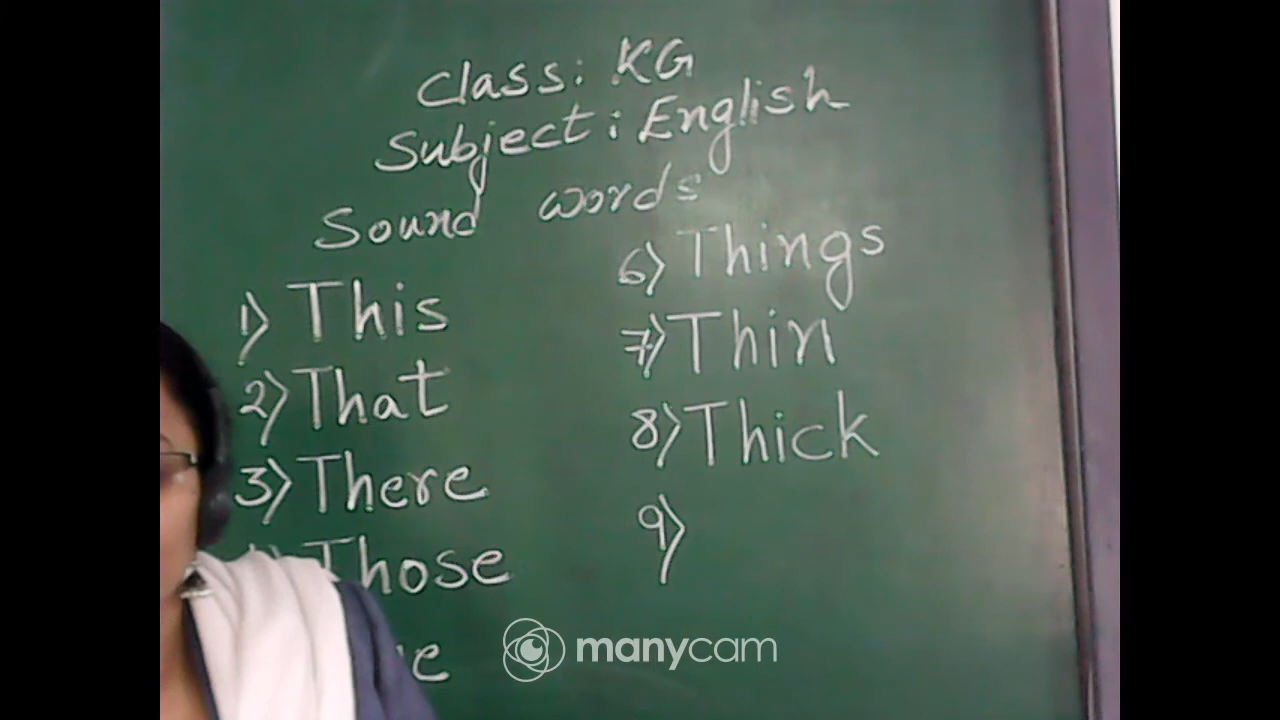 Class: KG
Subject: English
Sound words
1) This
2) That
3) There
Those
6) Things
7) Thin
8) Thick
9)
manycam